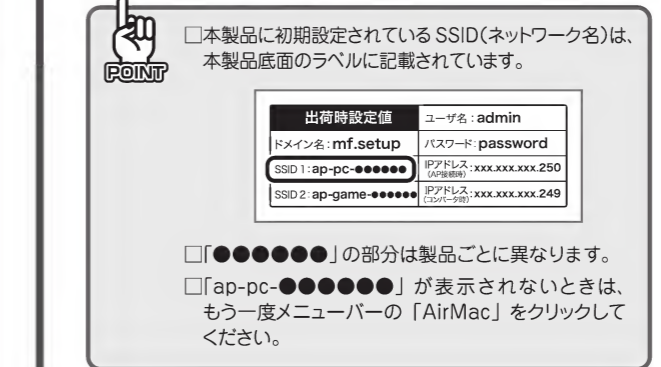 POINT
□本製品に初期設定されているSSID(ネットワーク名)は、
本製品底面のラベルに記載されています。
出荷時設定値
ユーザ名:admin
ドメイン名:mf.setup
パスワード:password
SSID 1:ap-pc-●●●●●●
IPアドレス(AP接続時):xxx.xxx.xxx.250
SSID 2:ap-game-●●●●●●
IPアドレス(コンバータ時):xxx.xxx.xxx.249
□「●●●●●●」の部分は製品ごとに異なります。
□「ap-pc-●●●●●●」が表示されないときは、
もう一度メニューバーの「AirMac」をクリックして
ください。